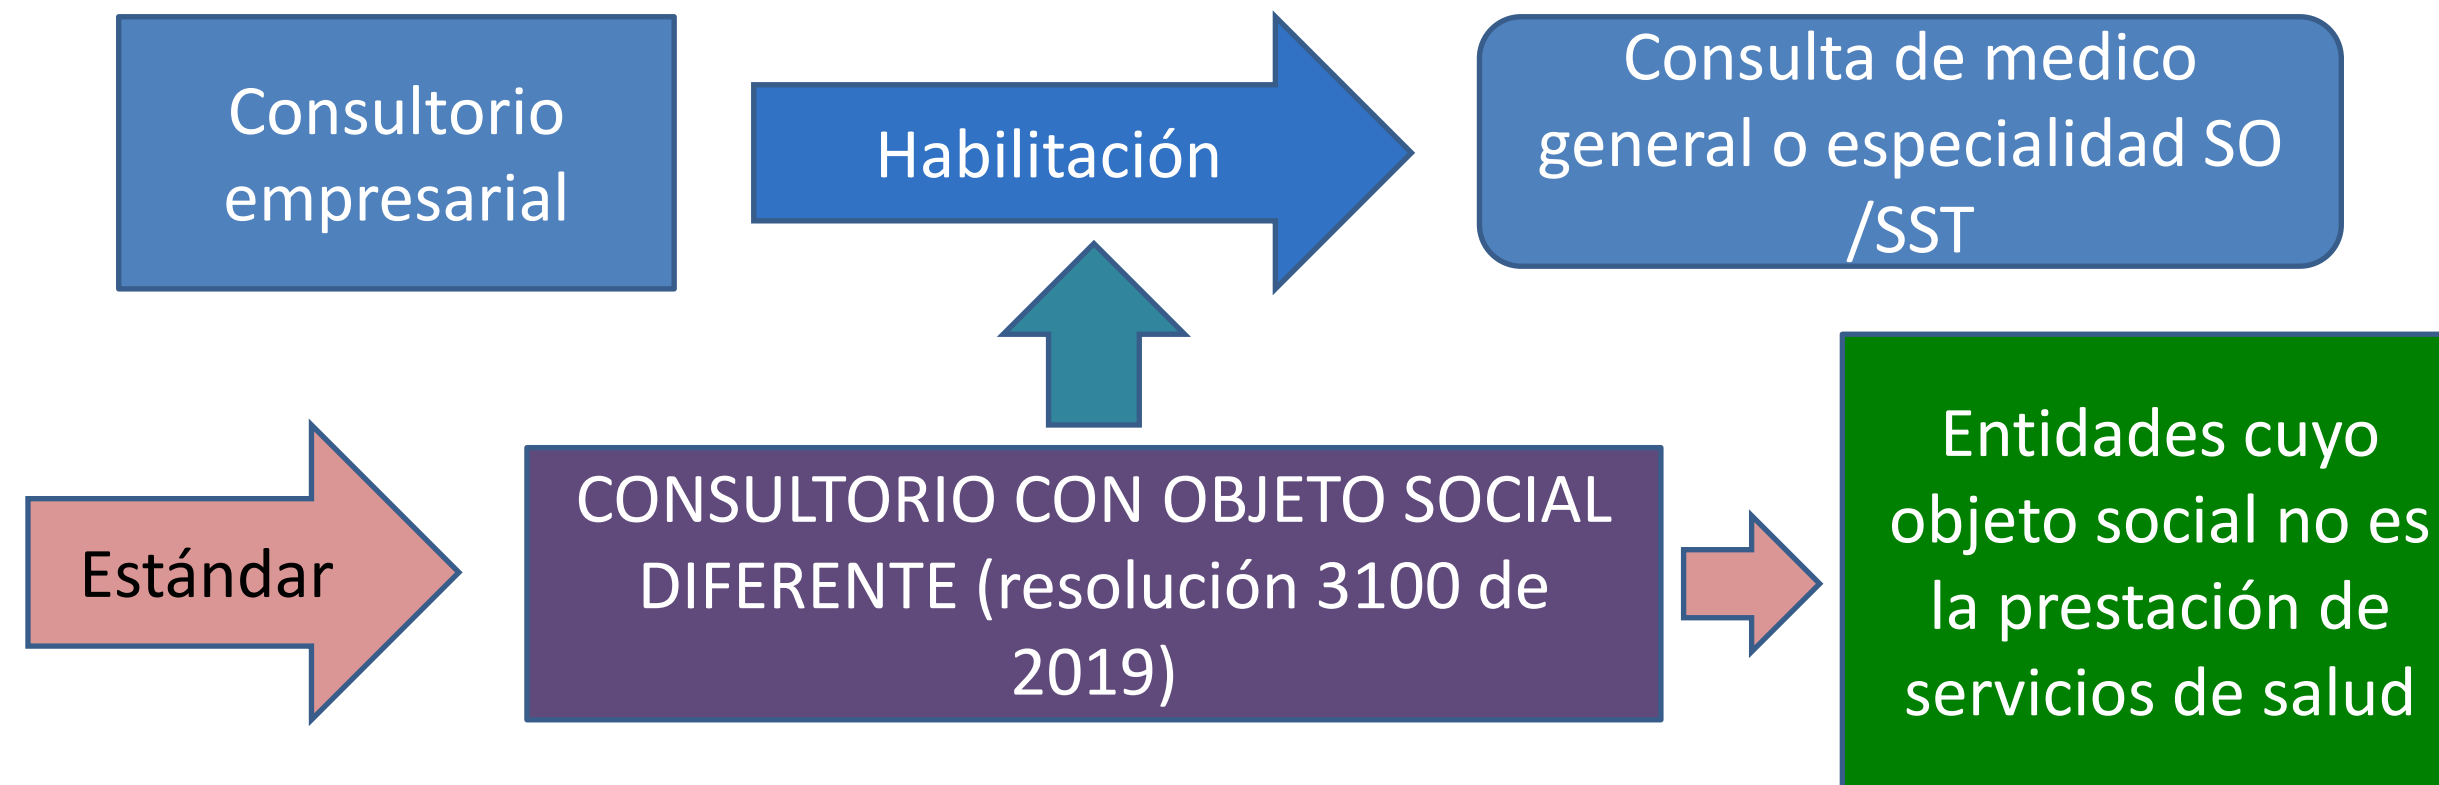 Consultorio
empresarial
Habilitación
Consulta de medico
general o especialidad SO
/SST
Estándar
CONSULTORIO CON OBJETO SOCIAL
DIFERENTE (resolución 3100 de
2019)
Entidades cuyo
objeto social no es
la prestación de
servicios de salud